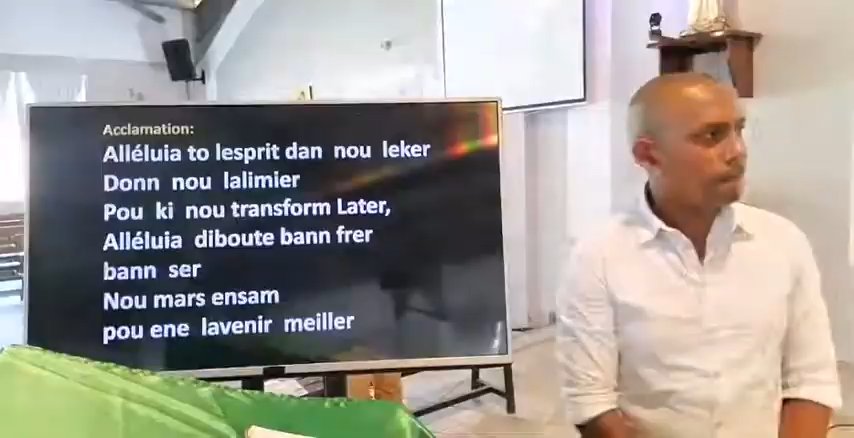 Acclamation:
Alléluia to lesprit dan nou leker
Donn nou lalimier
Pou ki nou transform Later,
Alléluia diboute bann frer
bann ser
Nou mars ensam
pou ene lavenir meiller